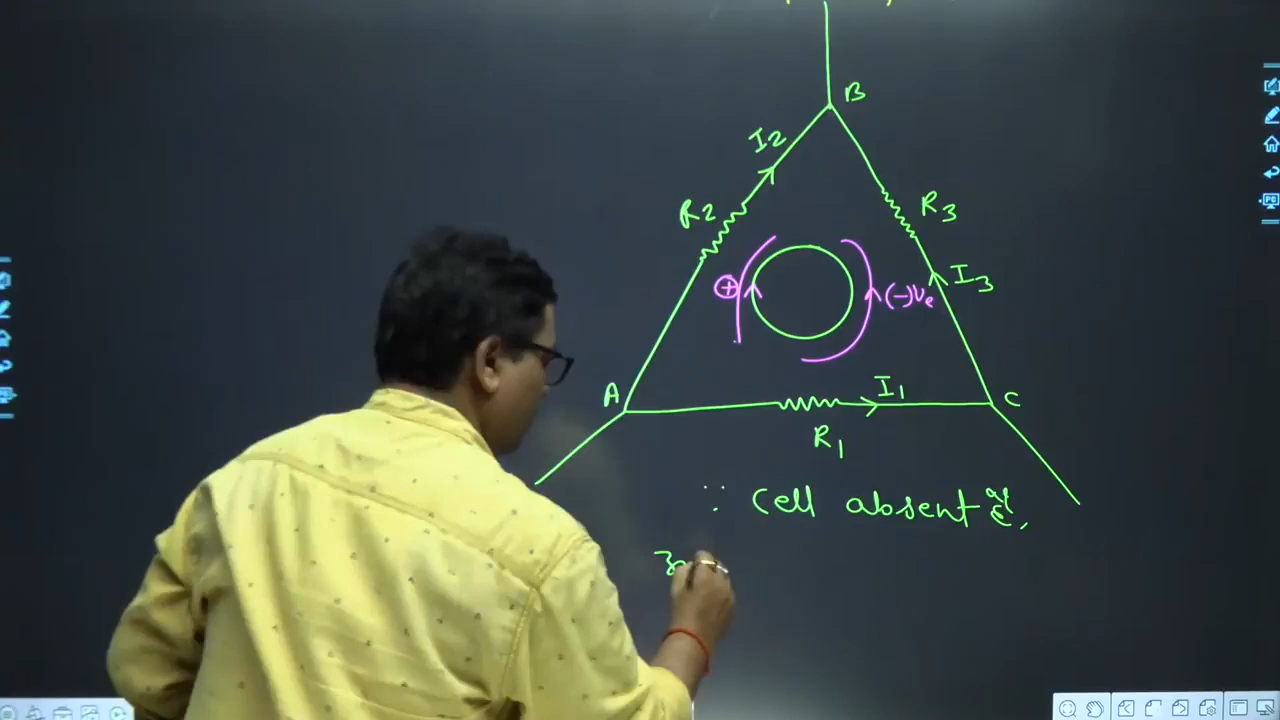 B
I2
R2
R3
I3
(+)
(-)ve
A
I1
C
R1
∵ cell absent है,